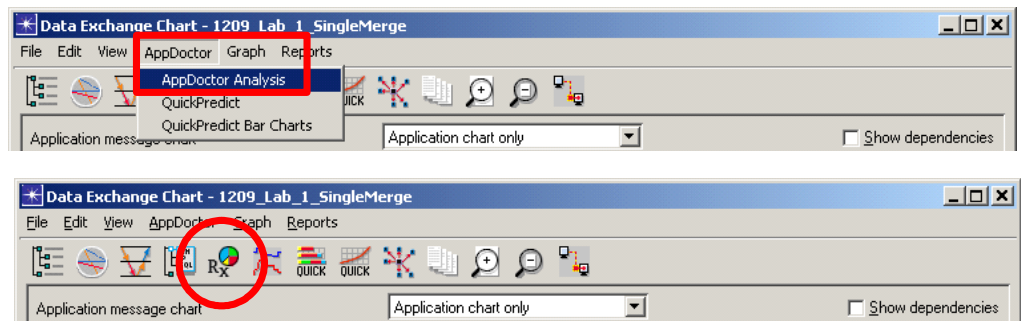 Data Exchange Chart - 1209_Lab_1_SingleMerge
File Edit View AppDoctor Graph Reports
AppDoctor Analysis
QuickPredict
QuickPredict Bar Charts
Application message chart
Application chart only
Show dependencies
Data Exchange Chart - 1209_Lab_1_SingleMerge
File Edit View AppDoctor Graph Reports
RX QUICK QUICK
Application message chart Application chart only Show dependencies